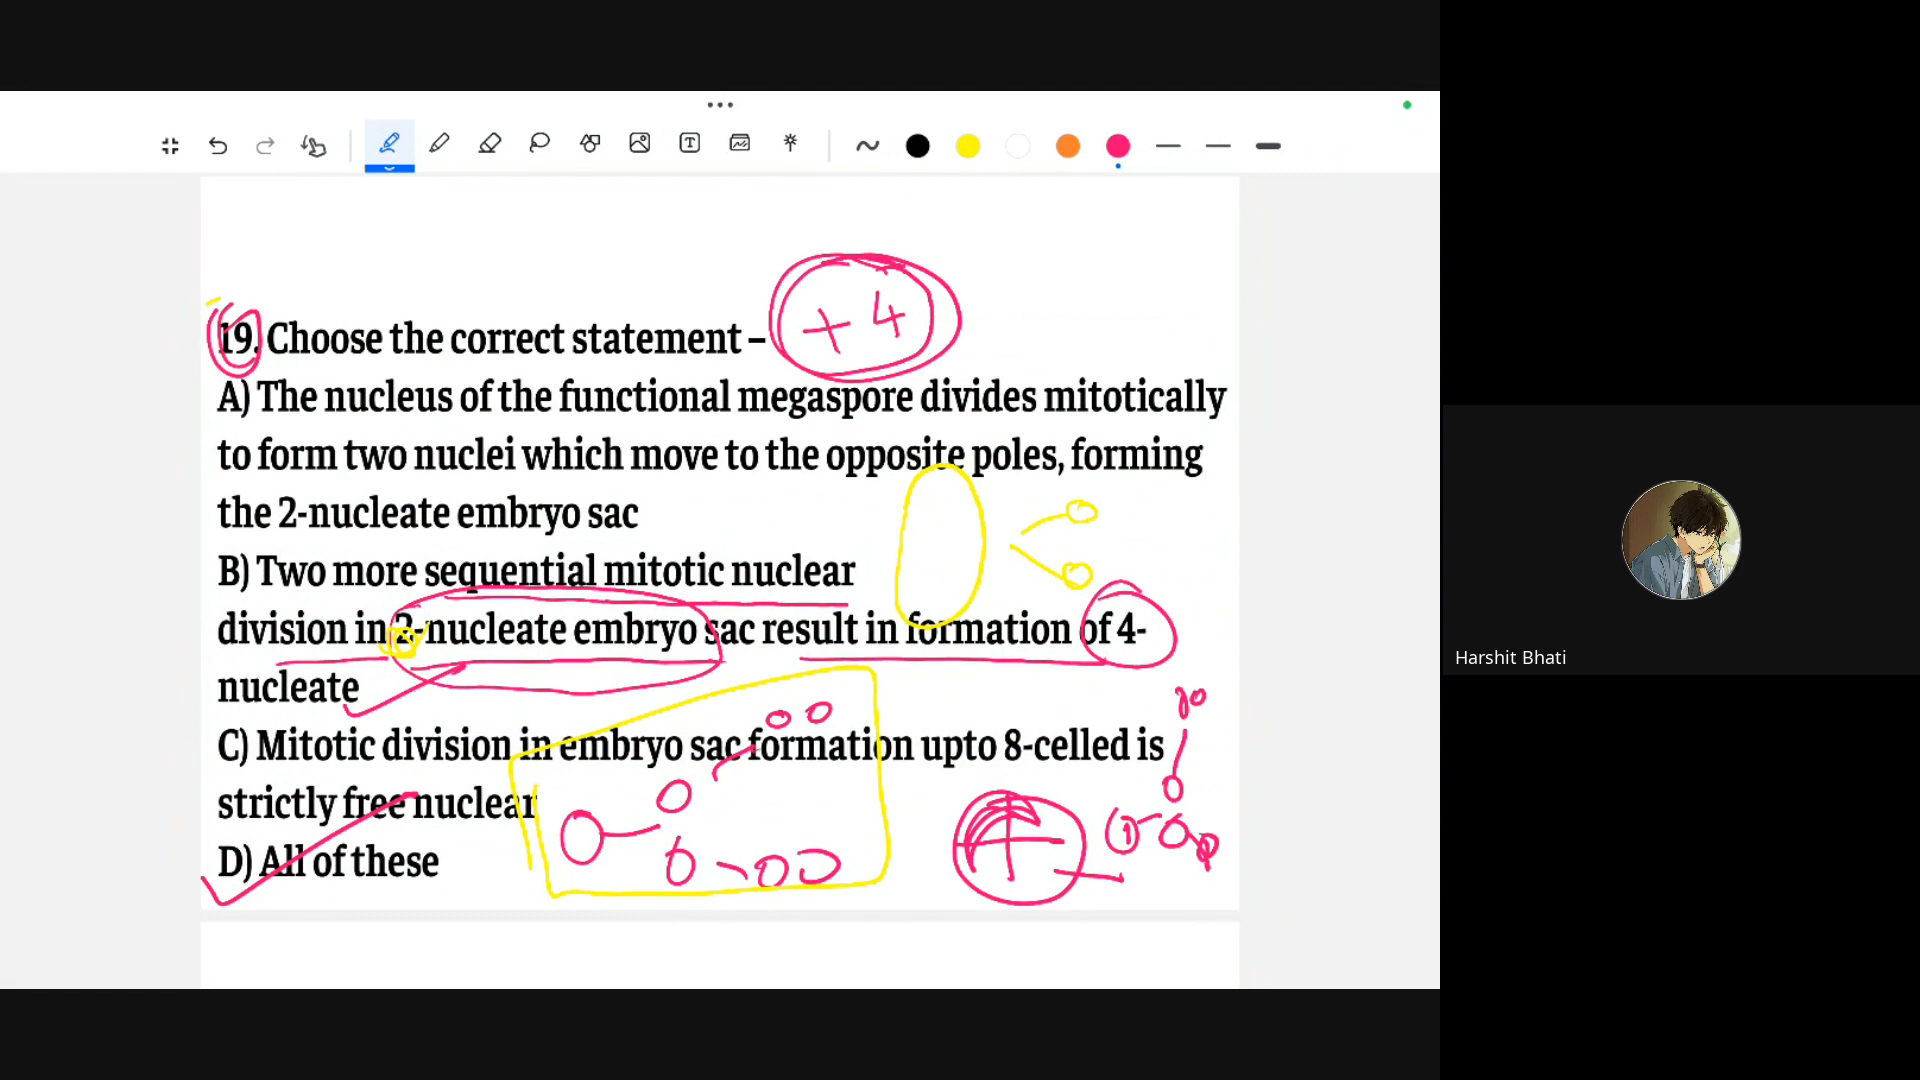 + 4
19. Choose the correct statement –
A) The nucleus of the functional megaspore divides mitotically
to form two nuclei which move to the opposite poles, forming
the 2-nucleate embryo sac
B) Two more sequential mitotic nuclear
division in 2-nucleate embryo sac result in formation of 4-
nucleate
C) Mitotic division in embryo sac formation upto 8-celled is
strictly free nuclear
D) All of these
Harshit Bhati